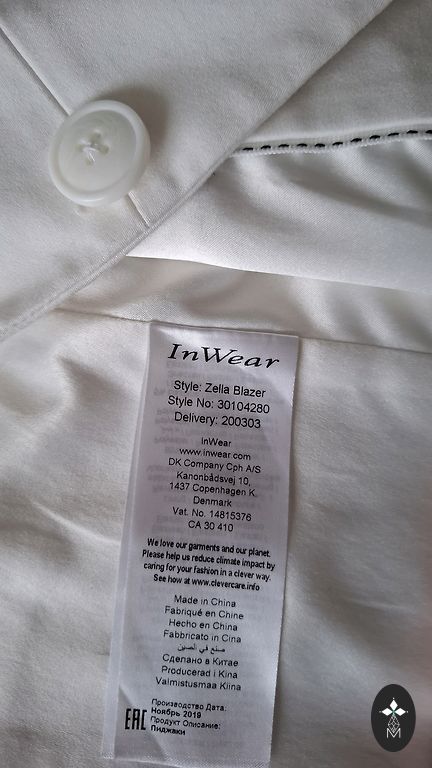 InWear
Style: Zella Blazer
Style No: 30104280
Delivery: 200303
InWear
www.inwear.com
DK Company Cph A/S
Kanonbådsvej 10,
1437 Copenhagen K
Denmark
Vat. No. 14815376
CA 30 410
We love our garments and our planet.
Please help us reduce climate impact by
caring for your fashion in a clever way.
See how at www.clevercare.info
Made in China
Fabriqué en Chine
Hecho en China
Fabbricato in Cina
صنع في الصين
Сделано в Китае
Producerad i Kina
Valmistusmaa Kiina
EAC
Производство Дата:
Ноябрь 2019
Продукт Описание:
Пиджаки
M